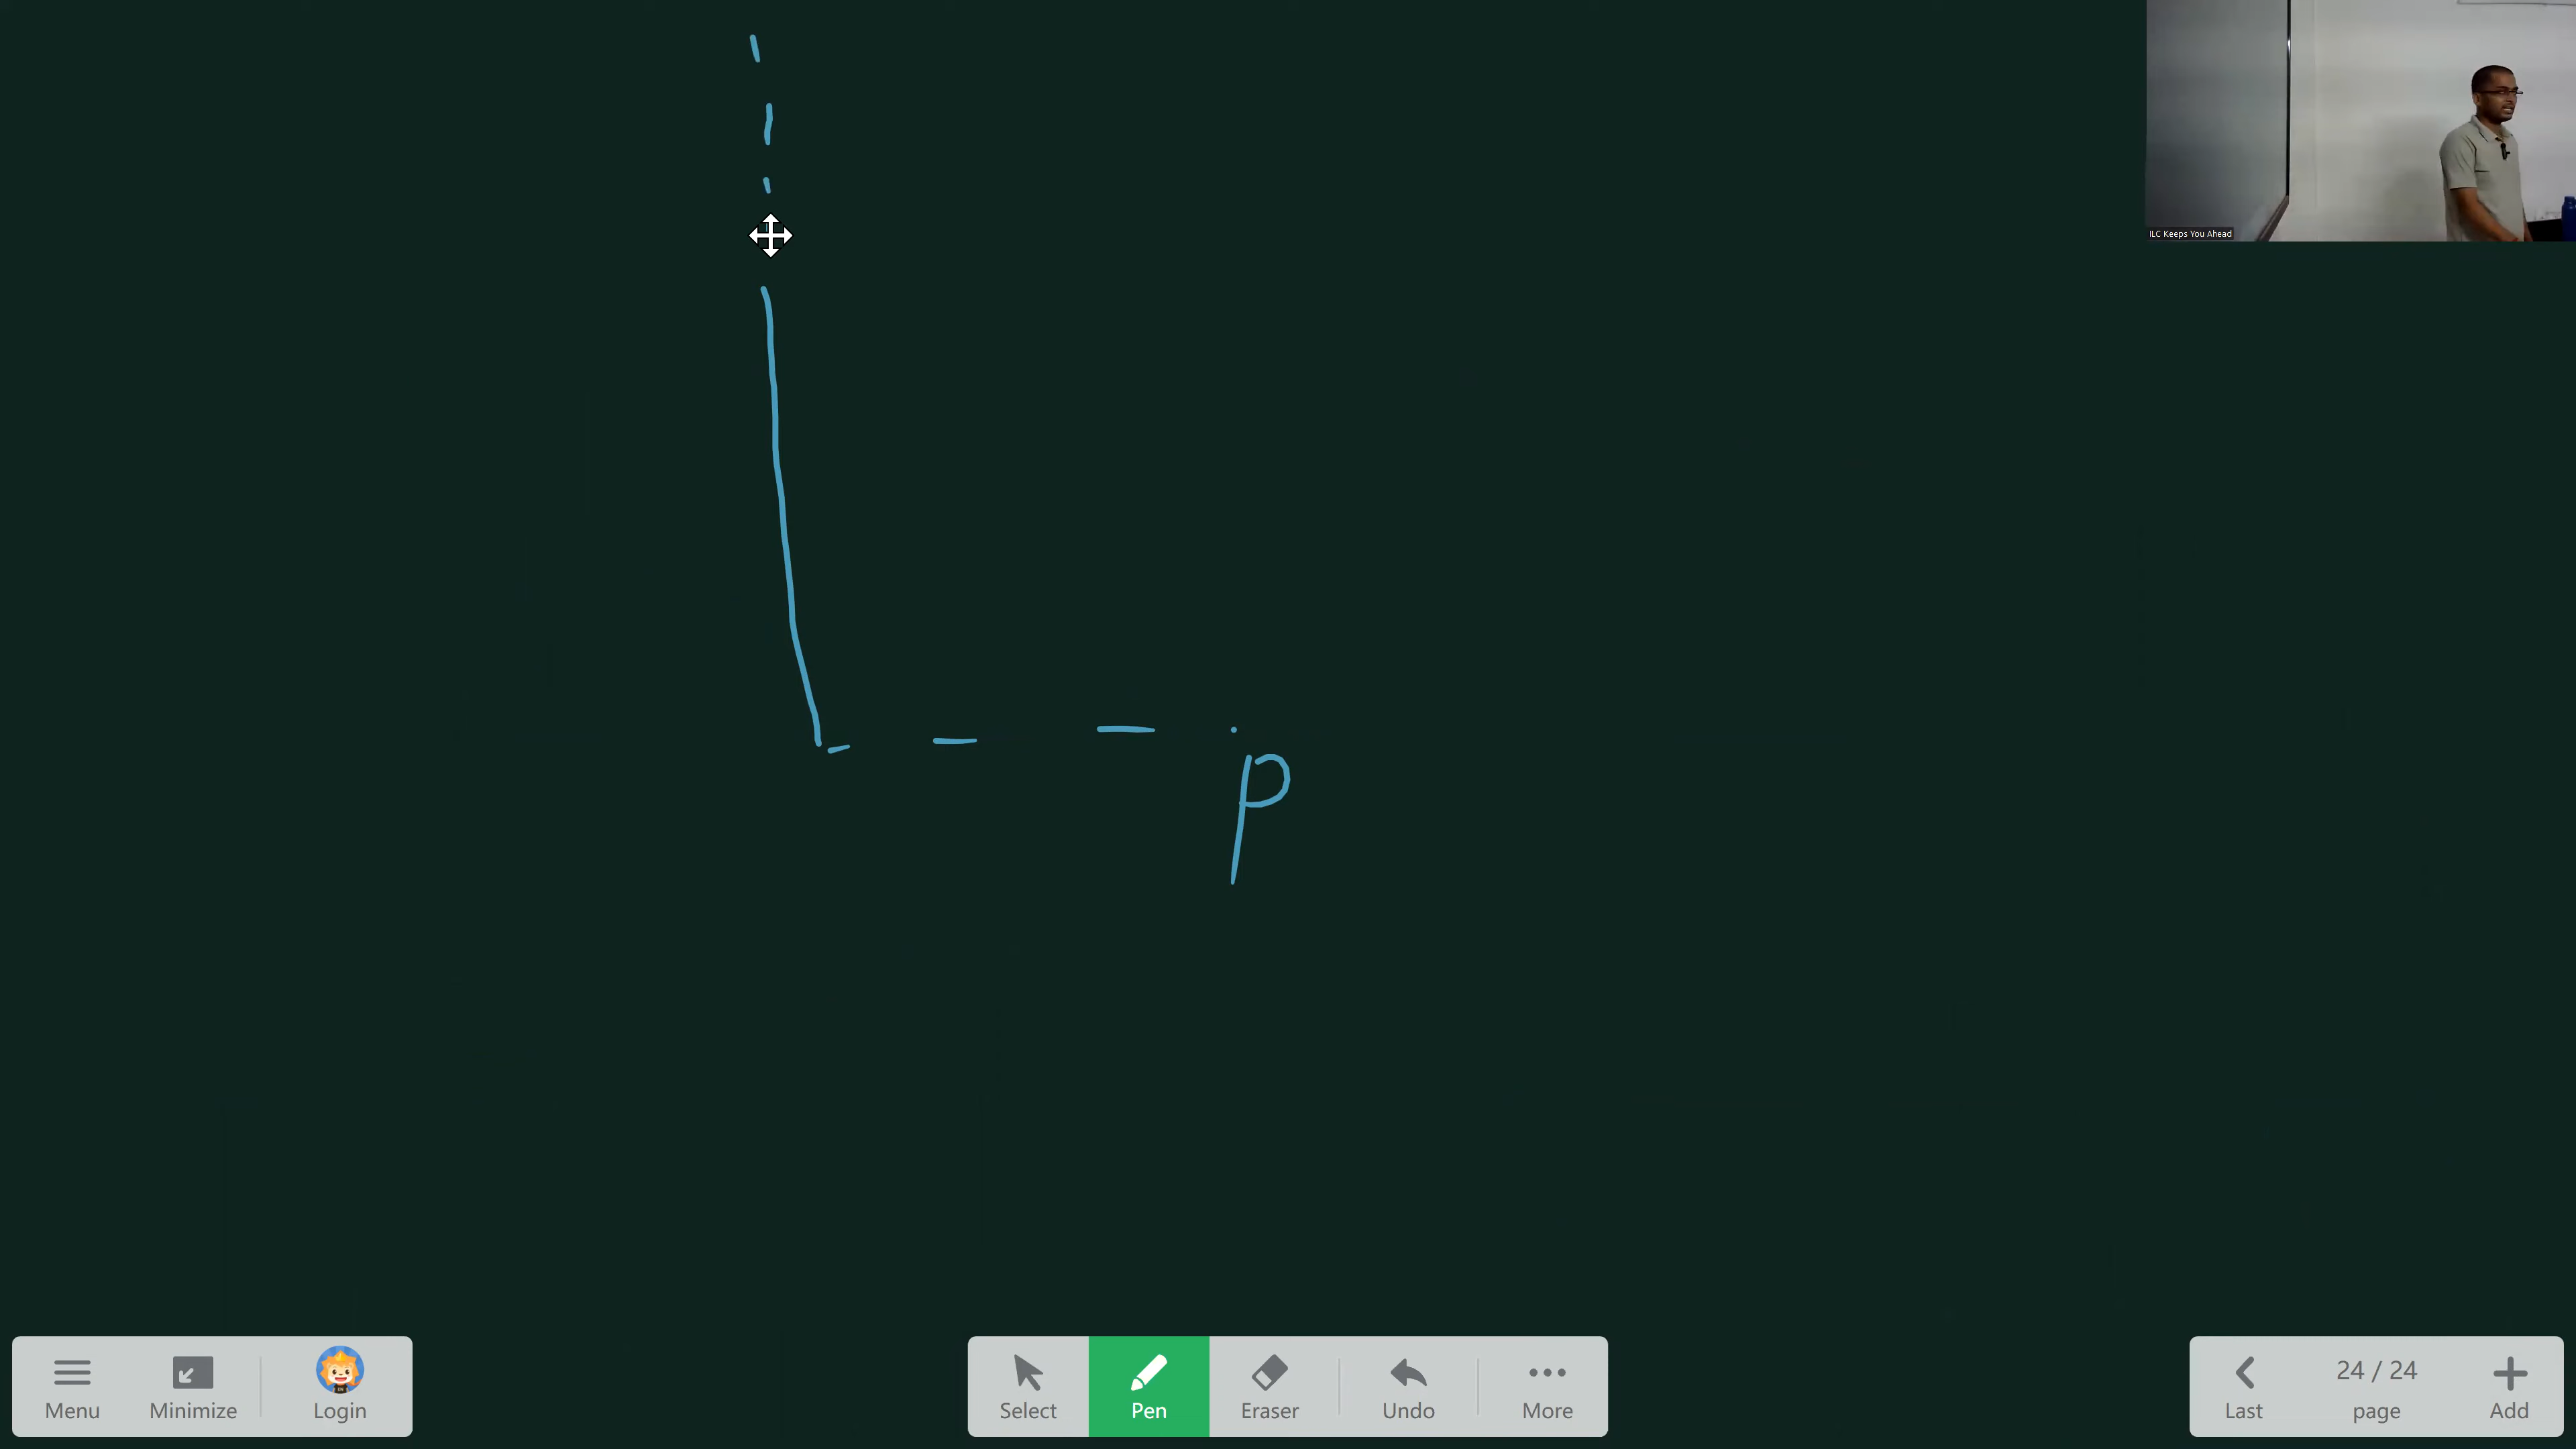 ILC Keeps You Ahead
P
Menu Minimize Login Select Pen Eraser Undo More Last 24 / 24 page Add